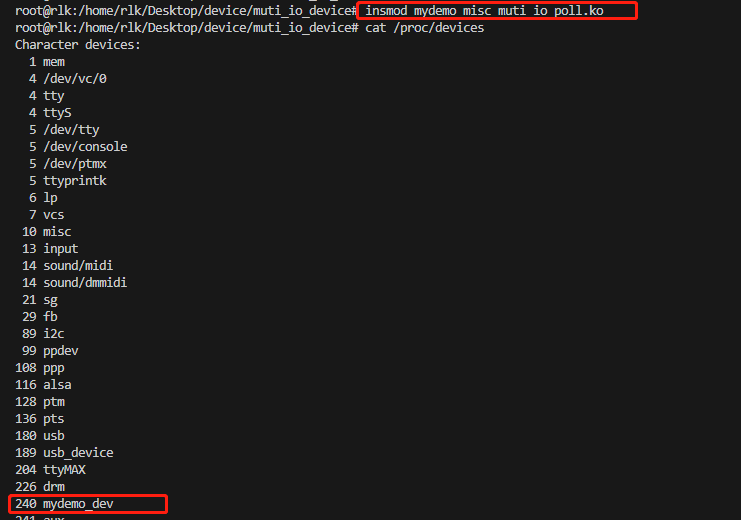 root@rlk:/home/rlk/Desktop/device/muti_io_device# insmod mydemo_misc_muti_io_poll.ko
root@rlk:/home/rlk/Desktop/device/muti_io_device# cat /proc/devices
Character devices:
1 mem
4 /dev/vc/0
4 tty
4 ttyS
5 /dev/tty
5 /dev/console
5 /dev/ptmx
5 ttyprintk
6 lp
7 vcs
10 misc
13 input
14 sound/midi
14 sound/dmmidi
21 sg
29 fb
89 i2c
99 ppdev
108 ppp
116 alsa
128 ptm
136 pts
180 usb
189 usb_device
204 ttyMAX
226 drm
240 mydemo_dev
241 aux